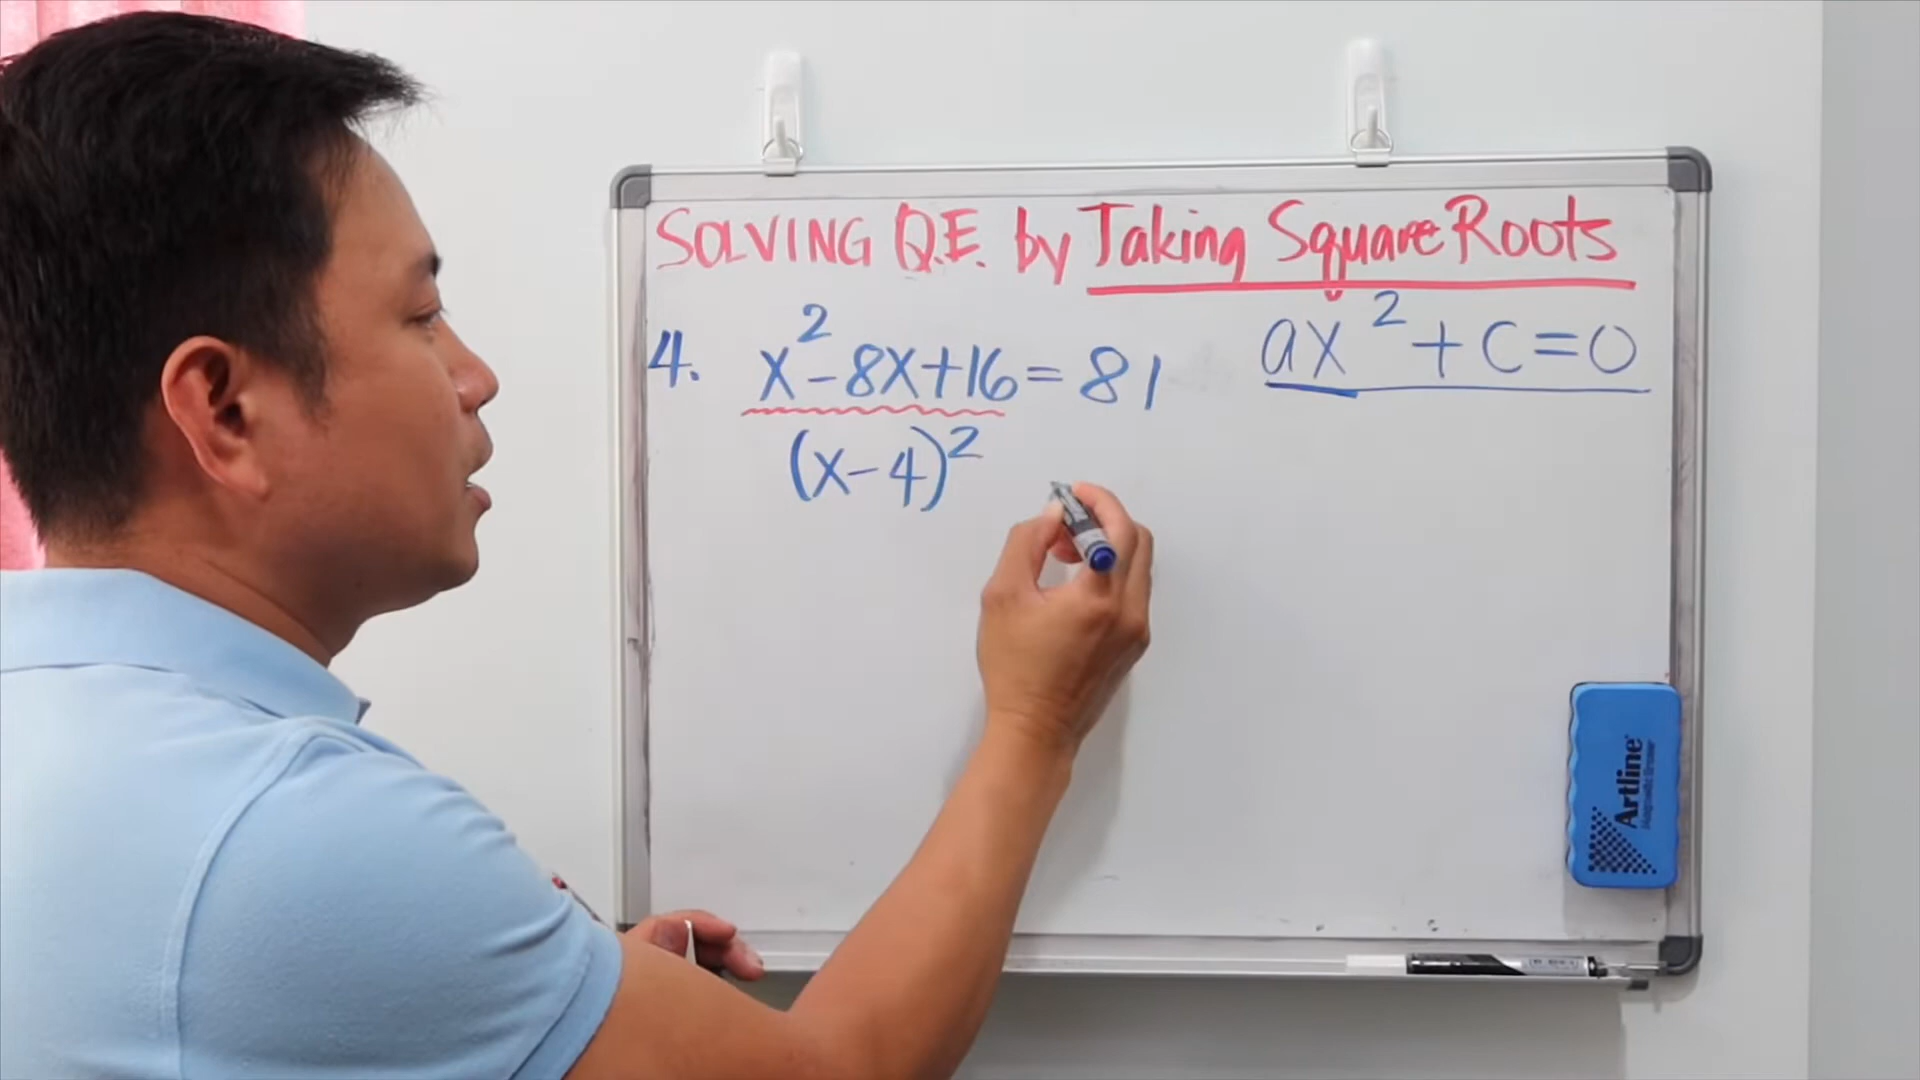 SOLVING Q.E. by Taking Square Roots
4. x² - 8x + 16 = 81
ax² + c = 0
(x - 4)²
Artline